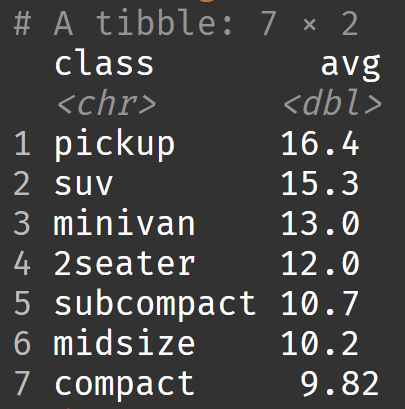 # A tibble: 7 × 2
class avg
<chr> <dbl>
1 pickup 16.4
2 suv 15.3
3 minivan 13.0
4 2seater 12.0
5 subcompact 10.7
6 midsize 10.2
7 compact 9.82